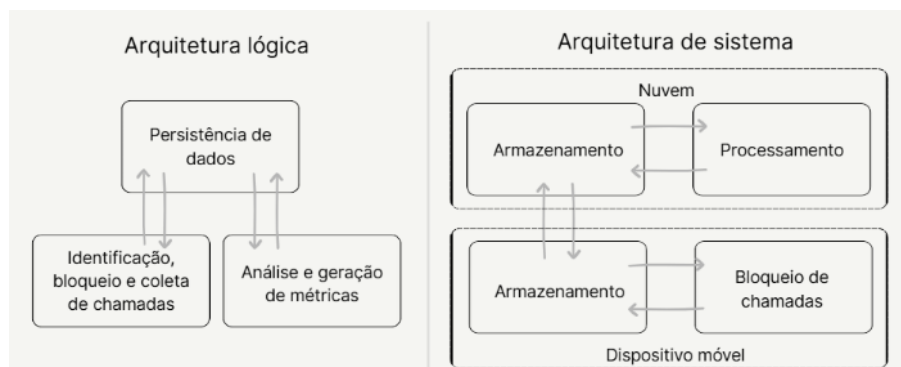 Arquitetura lógica
Persistência de
dados
Identificação,
bloqueio e coleta
de chamadas
Análise e geração
de métricas
Arquitetura de sistema
Nuvem
Armazenamento
Processamento
Armazenamento
Bloqueio de
chamadas
Dispositivo móvel